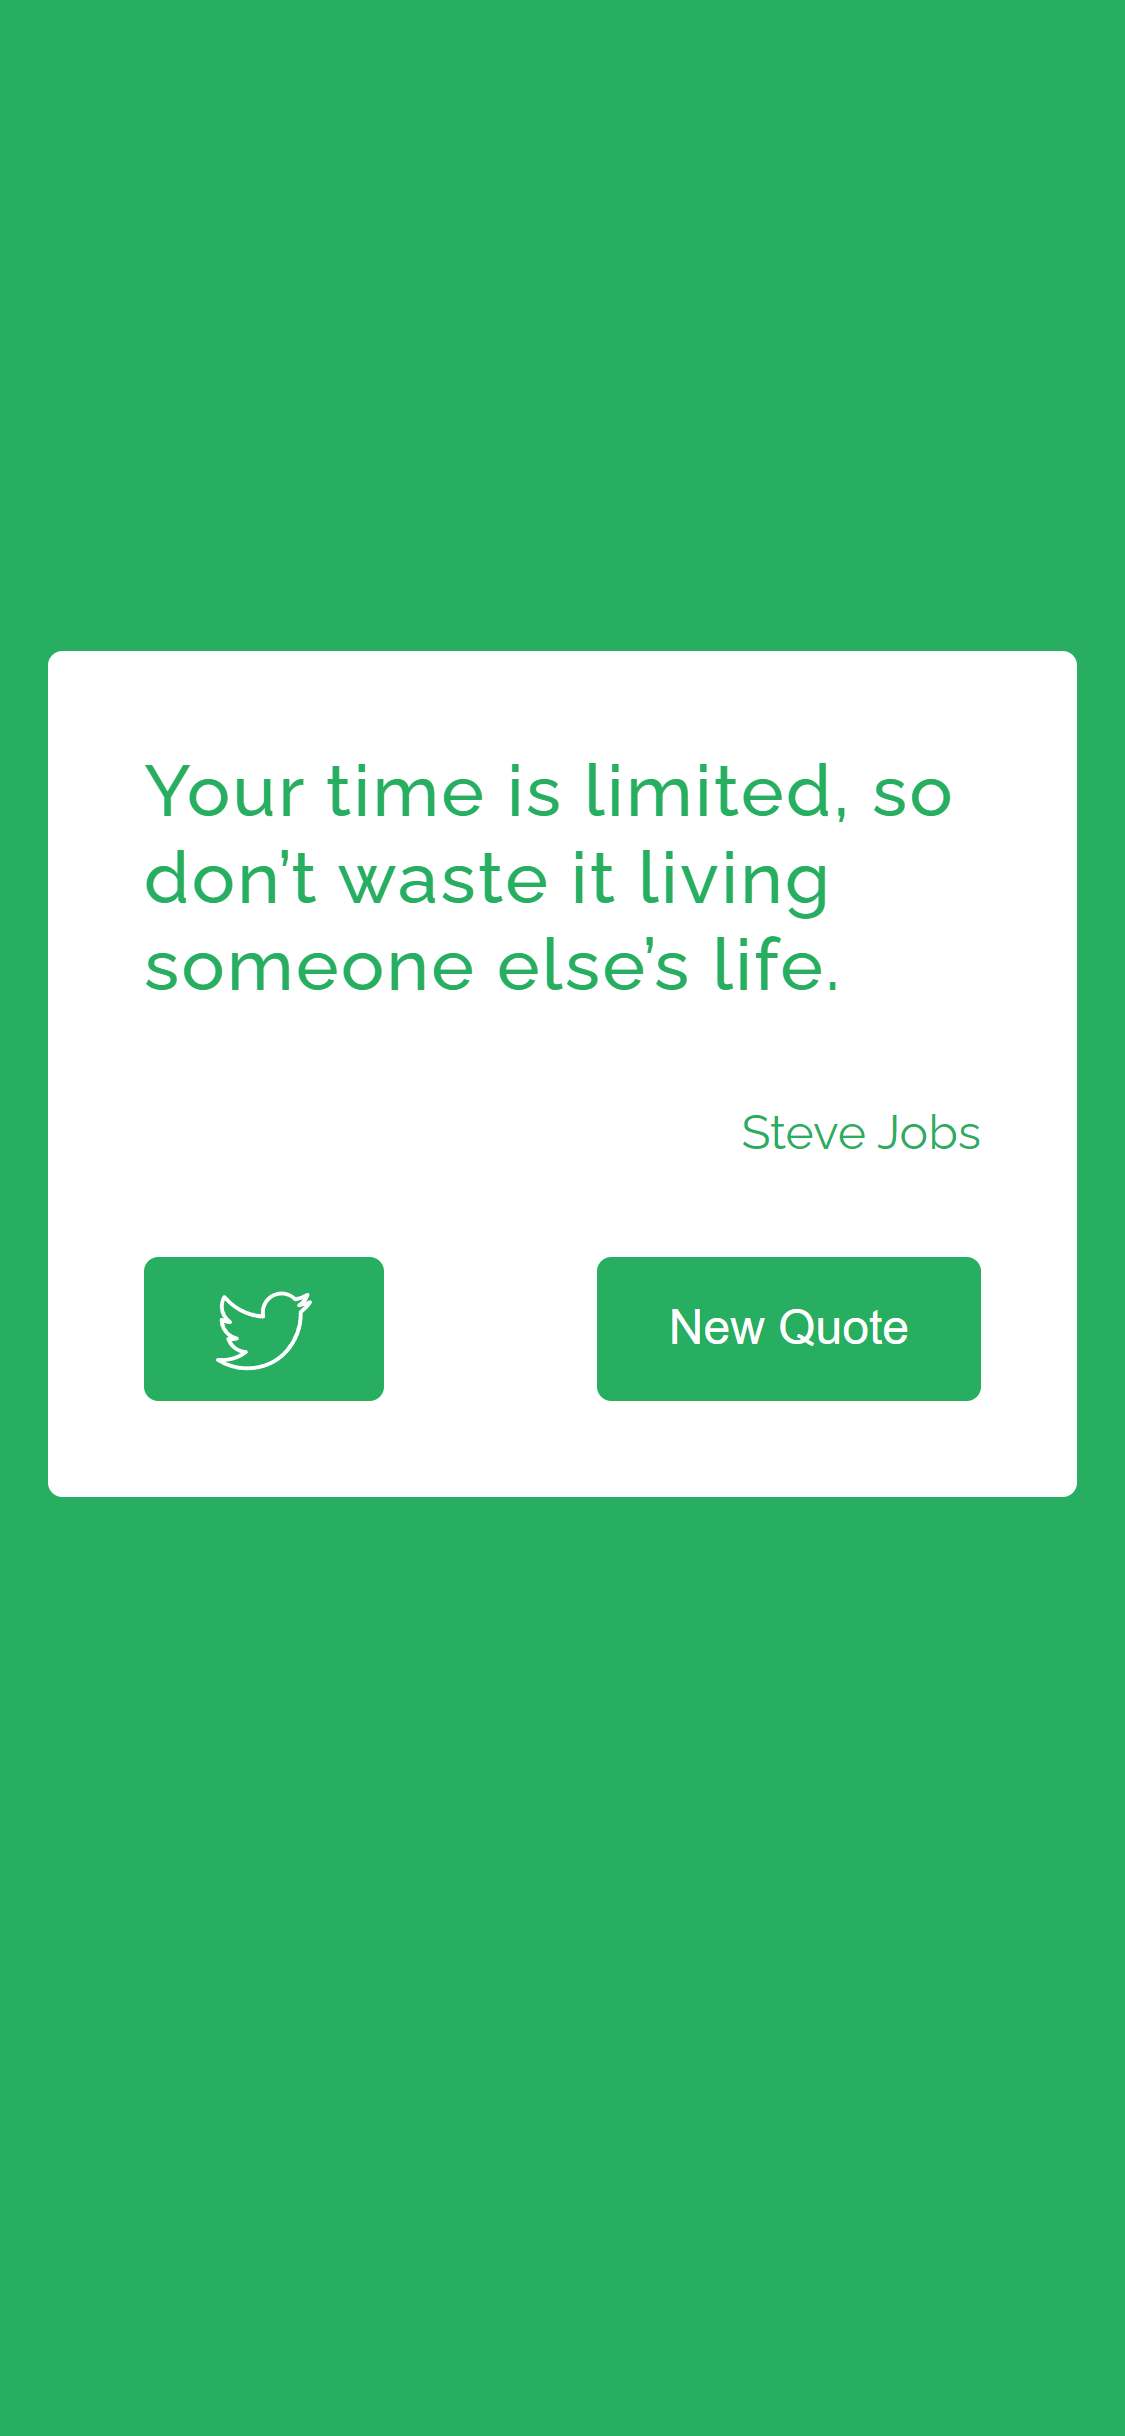 Your time is limited, so
don’t waste it living
someone else’s life.
Steve Jobs
New Quote